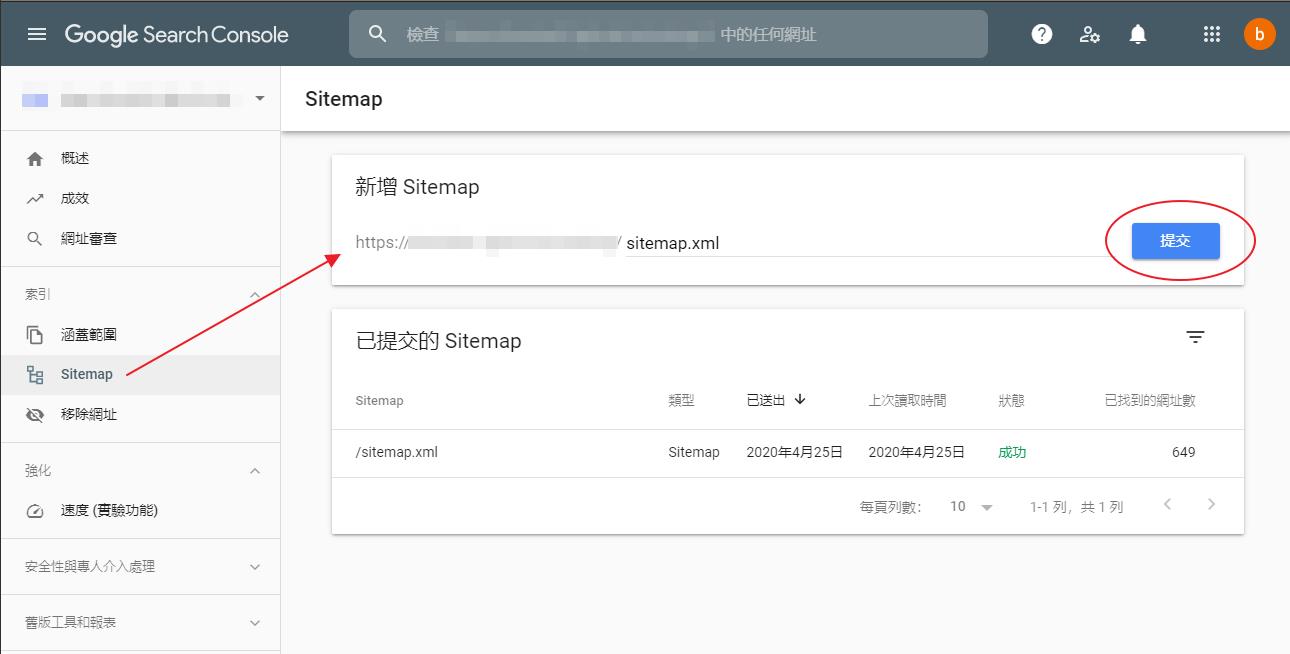 Google Search Console
檢查
中的任何網址
b
Sitemap
概述
成效
網址審查
索引
涵蓋範圍
Sitemap
移除網址
強化
速度 (實驗功能)
安全性與專人介入處理
舊版工具和報表
新增 Sitemap
https://
/ sitemap.xml
提交
已提交的 Sitemap
Sitemap 類型 已送出 上次讀取時間 狀態 已找到的網址數
/sitemap.xml Sitemap 2020年4月25日 2020年4月25日 成功 649
每頁列數： 10 1-1 列，共 1 列